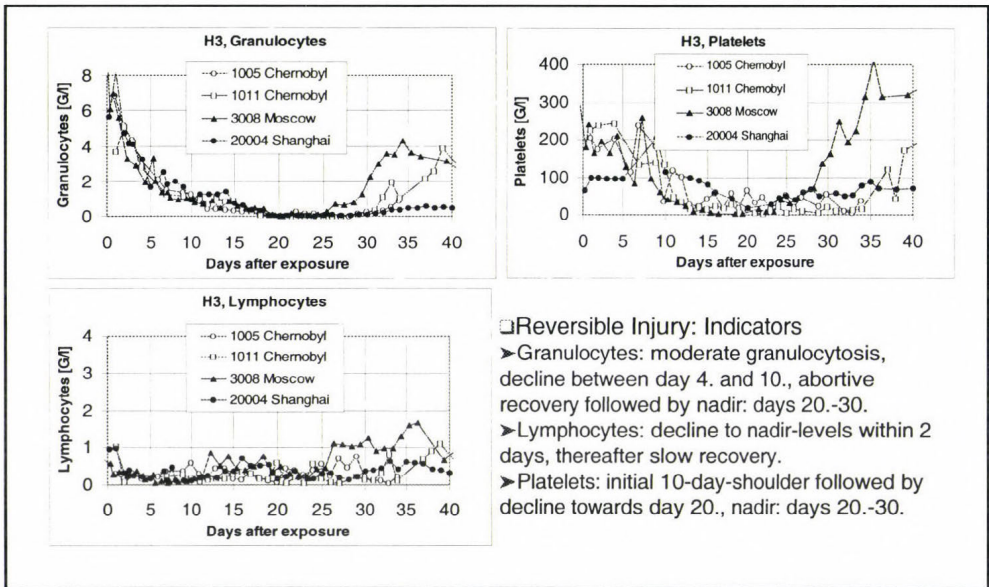 H3, Granulocytes
Granulocytes [G/l]
8
6
4
2
0
1005 Chernobyl
1011 Chernobyl
3008 Moscow
20004 Shanghai
0 5 10 15 20 25 30 35 40
Days after exposure
H3, Platelets
Platelets [G/l]
400
300
200
100
0
1005 Chernobyl
1011 Chernobyl
3008 Moscow
20004 Shanghai
0 5 10 15 20 25 30 35 40
Days after exposure
H3, Lymphocytes
Lymphocytes [G/l]
4
3
2
1
0
1005 Chernobyl
1011 Chernobyl
3008 Moscow
20004 Shanghai
0 5 10 15 20 25 30 35 40
Days after exposure
❑Reversible Injury: Indicators
➤Granulocytes: moderate granulocytosis,
decline between day 4. and 10., abortive
recovery followed by nadir: days 20.-30.
➤Lymphocytes: decline to nadir-levels within 2
days, thereafter slow recovery.
➤Platelets: initial 10-day-shoulder followed by
decline towards day 20., nadir: days 20.-30.